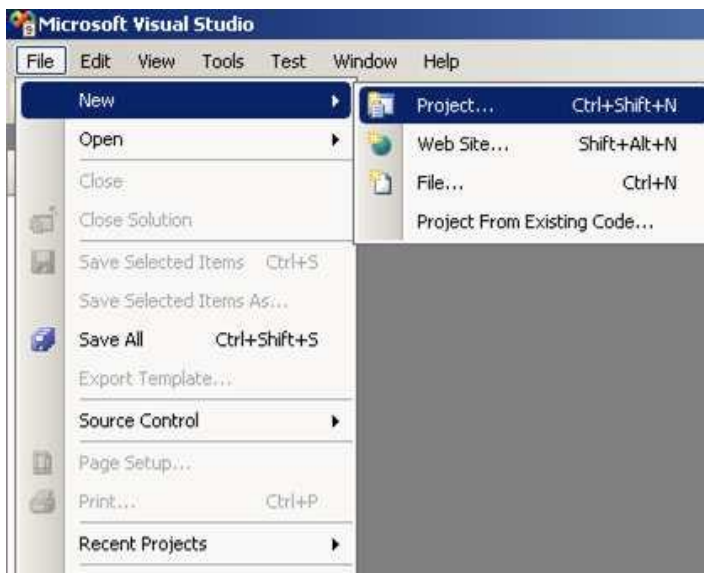 Microsoft Visual Studio
File Edit View Tools Test Window Help
New
Open
Close
Close Solution
Save Selected Items Ctrl+S
Save Selected Items As...
Save All Ctrl+Shift+S
Export Template...
Source Control
Page Setup...
Print... Ctrl+P
Recent Projects
Project... Ctrl+Shift+N
Web Site... Shift+Alt+N
File... Ctrl+N
Project From Existing Code...